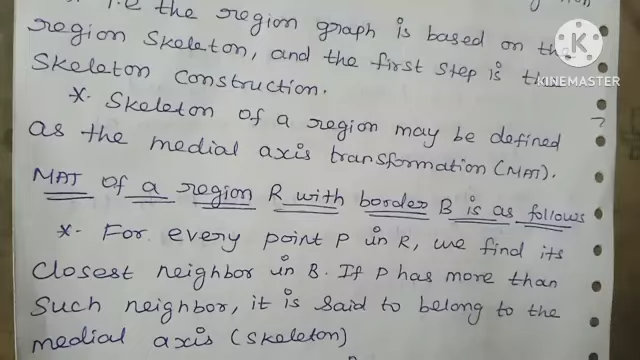 i.e the region graph is based on the
region skeleton, and the first step is the
skeleton construction.
*. Skeleton of a region may be defined
as the medial axis transformation (MAT).
MAT of a region R with border B is as follows
*. For every point P in R, we find its
closest neighbor in B. If P has more than
such neighbor, it is said to belong to the
medial axis (skeleton)
KINEMASTER